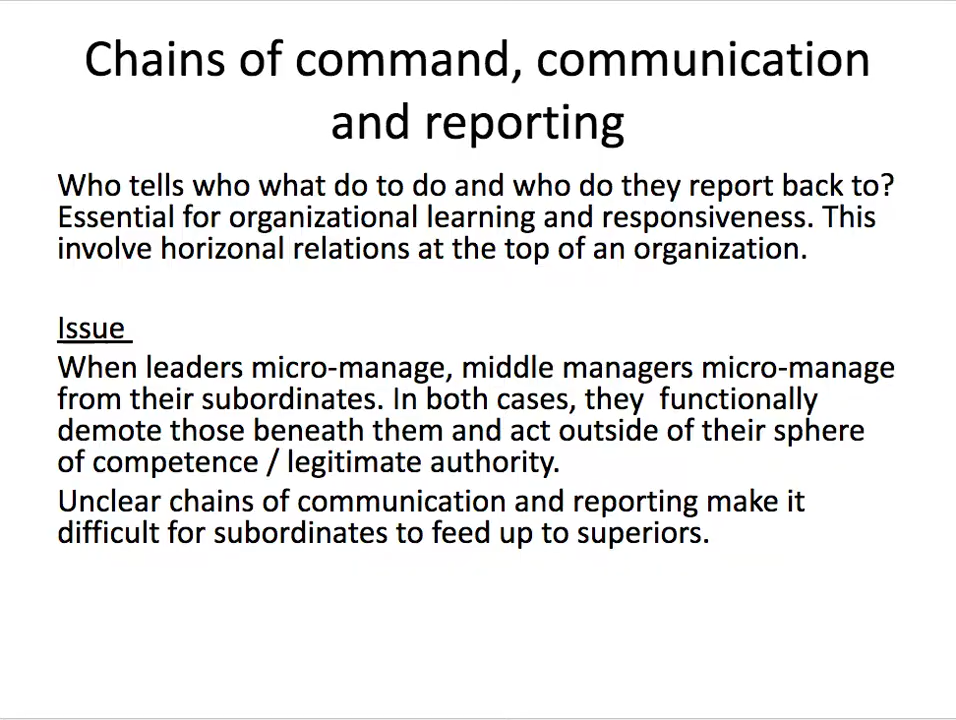 Chains of command, communication
and reporting
Who tells who what do to do and who do they report back to?
Essential for organizational learning and responsiveness. This
involve horizonal relations at the top of an organization.
Issue
When leaders micro-manage, middle managers micro-manage
from their subordinates. In both cases, they  functionally
demote those beneath them and act outside of their sphere
of competence / legitimate authority.
Unclear chains of communication and reporting make it
difficult for subordinates to feed up to superiors.